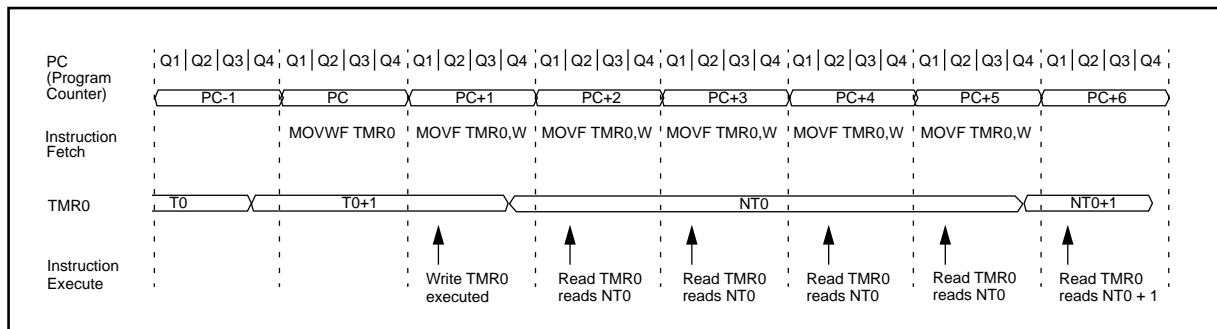 PC
(Program
Counter)
Q1 Q2 Q3 Q4 Q1 Q2 Q3 Q4 Q1 Q2 Q3 Q4 Q1 Q2 Q3 Q4 Q1 Q2 Q3 Q4 Q1 Q2 Q3 Q4 Q1 Q2 Q3 Q4 Q1 Q2 Q3 Q4
PC-1 PC PC+1 PC+2 PC+3 PC+4 PC+5 PC+6
Instruction
Fetch
MOVWF TMR0 MOVF TMR0,W MOVF TMR0,W MOVF TMR0,W MOVF TMR0,W MOVF TMR0,W
TMR0
T0 T0+1 NT0 NT0+1
Instruction
Execute
Write TMR0
executed
Read TMR0
reads NT0
Read TMR0
reads NT0
Read TMR0
reads NT0
Read TMR0
reads NT0
Read TMR0
reads NT0 + 1